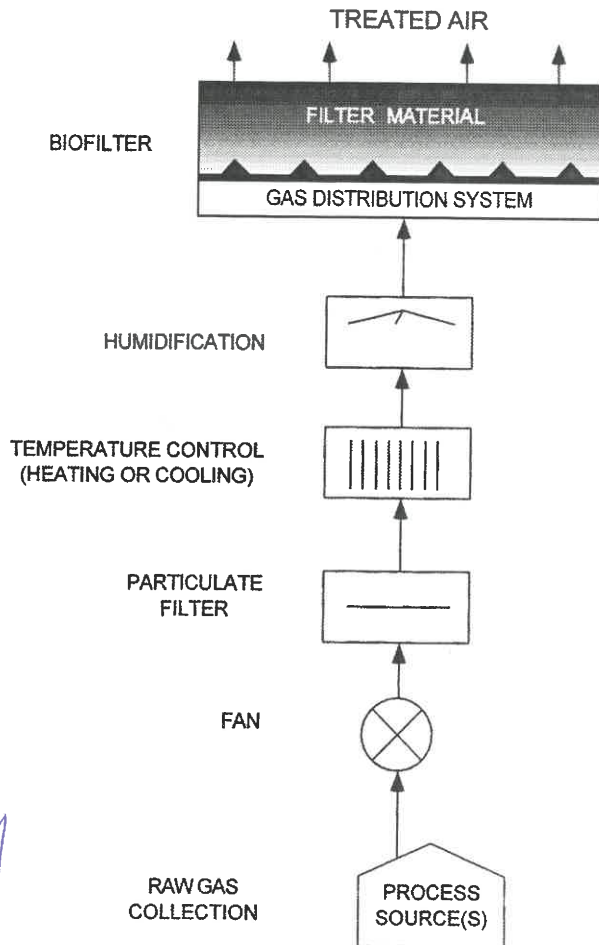 TREATED AIR
FILTER MATERIAL
BIOFILTER
GAS DISTRIBUTION SYSTEM
HUMIDIFICATION
TEMPERATURE CONTROL
(HEATING OR COOLING)
PARTICULATE
FILTER
FAN
RAW GAS
COLLECTION
PROCESS
SOURCE(S)